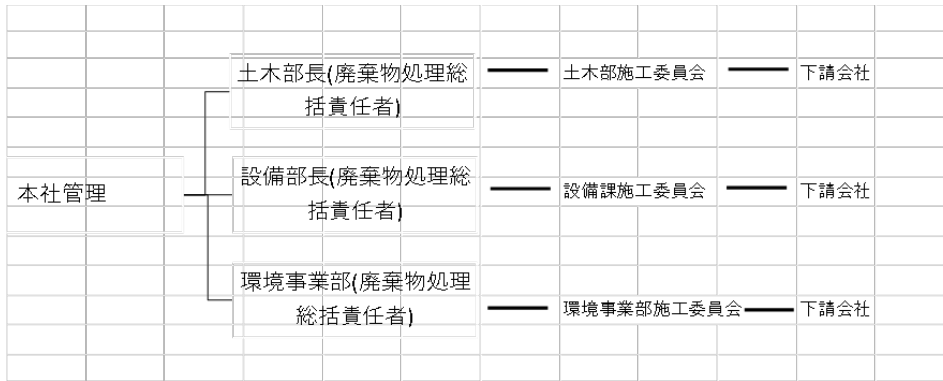 土木部長(廃棄物処理総
括責任者)
土木部施工委員会
下請会社
本社管理
設備部長(廃棄物処理総
括責任者)
設備課施工委員会
下請会社
環境事業部(廃棄物処理
総括責任者)
環境事業部施工委員会
下請会社